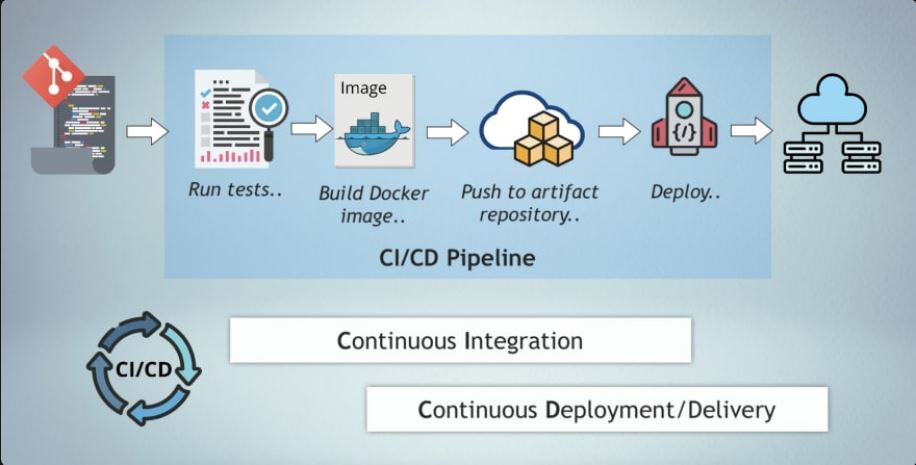 Image
Run tests..
Build Docker
image..
Push to artifact
repository..
Deploy..
CI/CD Pipeline
CI/CD
Continuous Integration
Continuous Deployment/Delivery